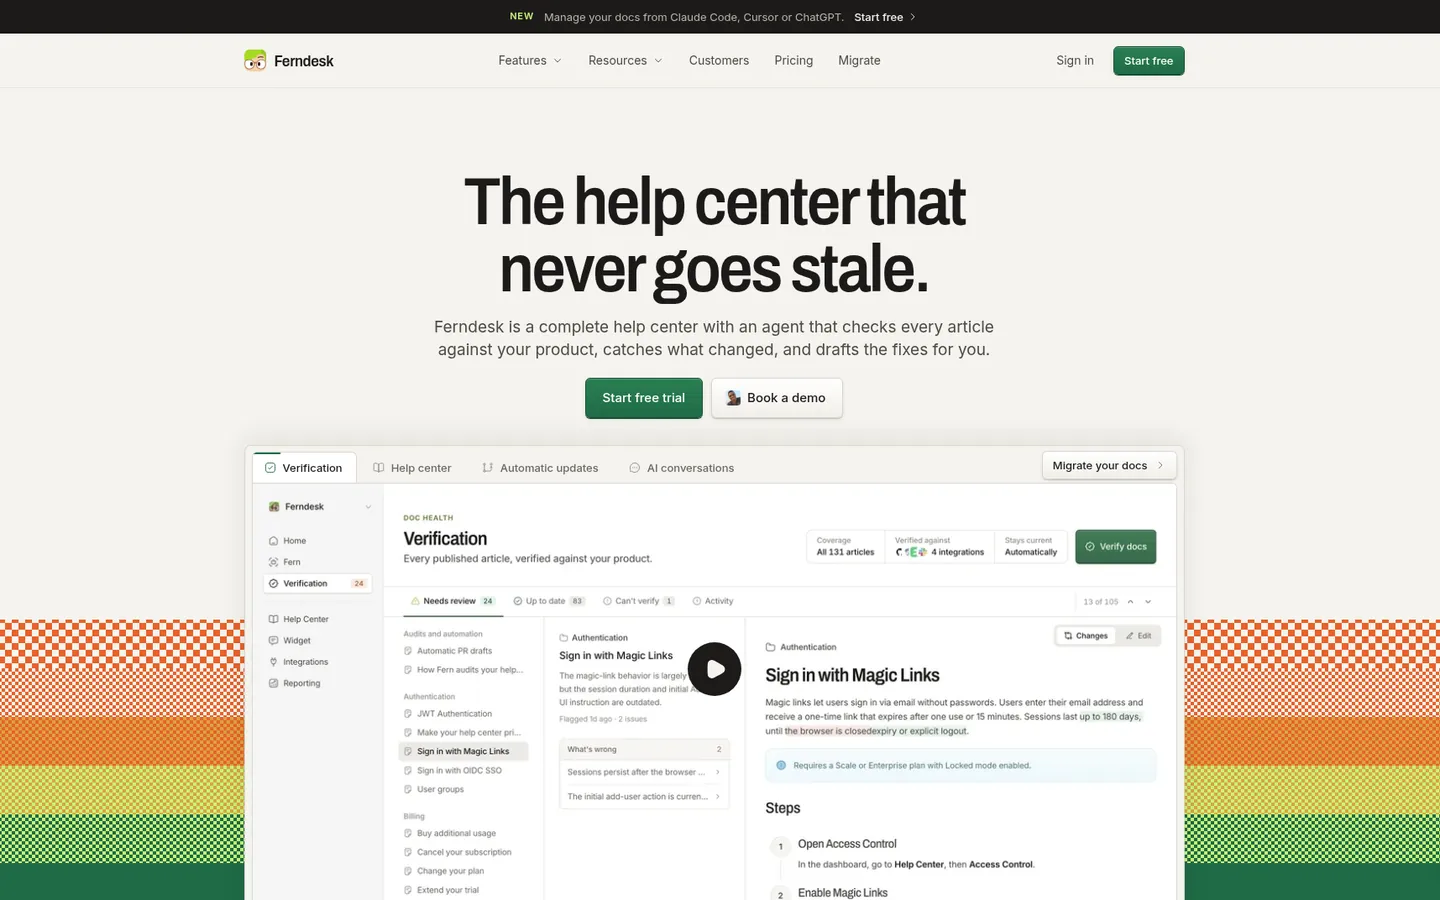 NEW Manage your docs from Claude Code, Cursor or ChatGPT. Start free
Ferndesk
Features
Resources
Customers
Pricing
Migrate
Sign in
Start free
The help center that
never goes stale.
Ferndesk is a complete help center with an agent that checks every article
against your product, catches what changed, and drafts the fixes for you.
Start free trial
Book a demo
Verification
Help center
Automatic updates
AI conversations
Migrate your docs
Ferndesk
Home
Fern
Verification 24
Help Center
Widget
Integrations
Reporting
DOC HEALTH
Verification
Every published article, verified against your product.
Coverage
All 131 articles
Verified against
4 integrations
Stays current
Automatically
Verify docs
Needs review 24
Up to date 83
Can't verify 1
Activity
13 of 105
Audits and automation
Automatic PR drafts
How Fern audits your help...
Authentication
JWT Authentication
Make your help center pri...
Sign in with Magic Links
Sign in with OIDC SSO
User groups
Billing
Buy additional usage
Cancel your subscription
Change your plan
Extend your trial
Authentication
Sign in with Magic Links
The magic-link behavior is largely
but the session duration and initial
UI instruction are outdated.
Flagged 1d ago · 2 issues
What's wrong 2
Sessions persist after the browser ...
The initial add-user action is curren...
Changes
Edit
Authentication
Sign in with Magic Links
Magic links let users sign in via email without passwords. Users enter their email address and
receive a one-time link that expires after one use or 15 minutes. Sessions last up to 180 days,
until the browser is closedexpiry or explicit logout.
Requires a Scale or Enterprise plan with Locked mode enabled.
Steps
1 Open Access Control
In the dashboard, go to Help Center, then Access Control.
2 Enable Magic Links